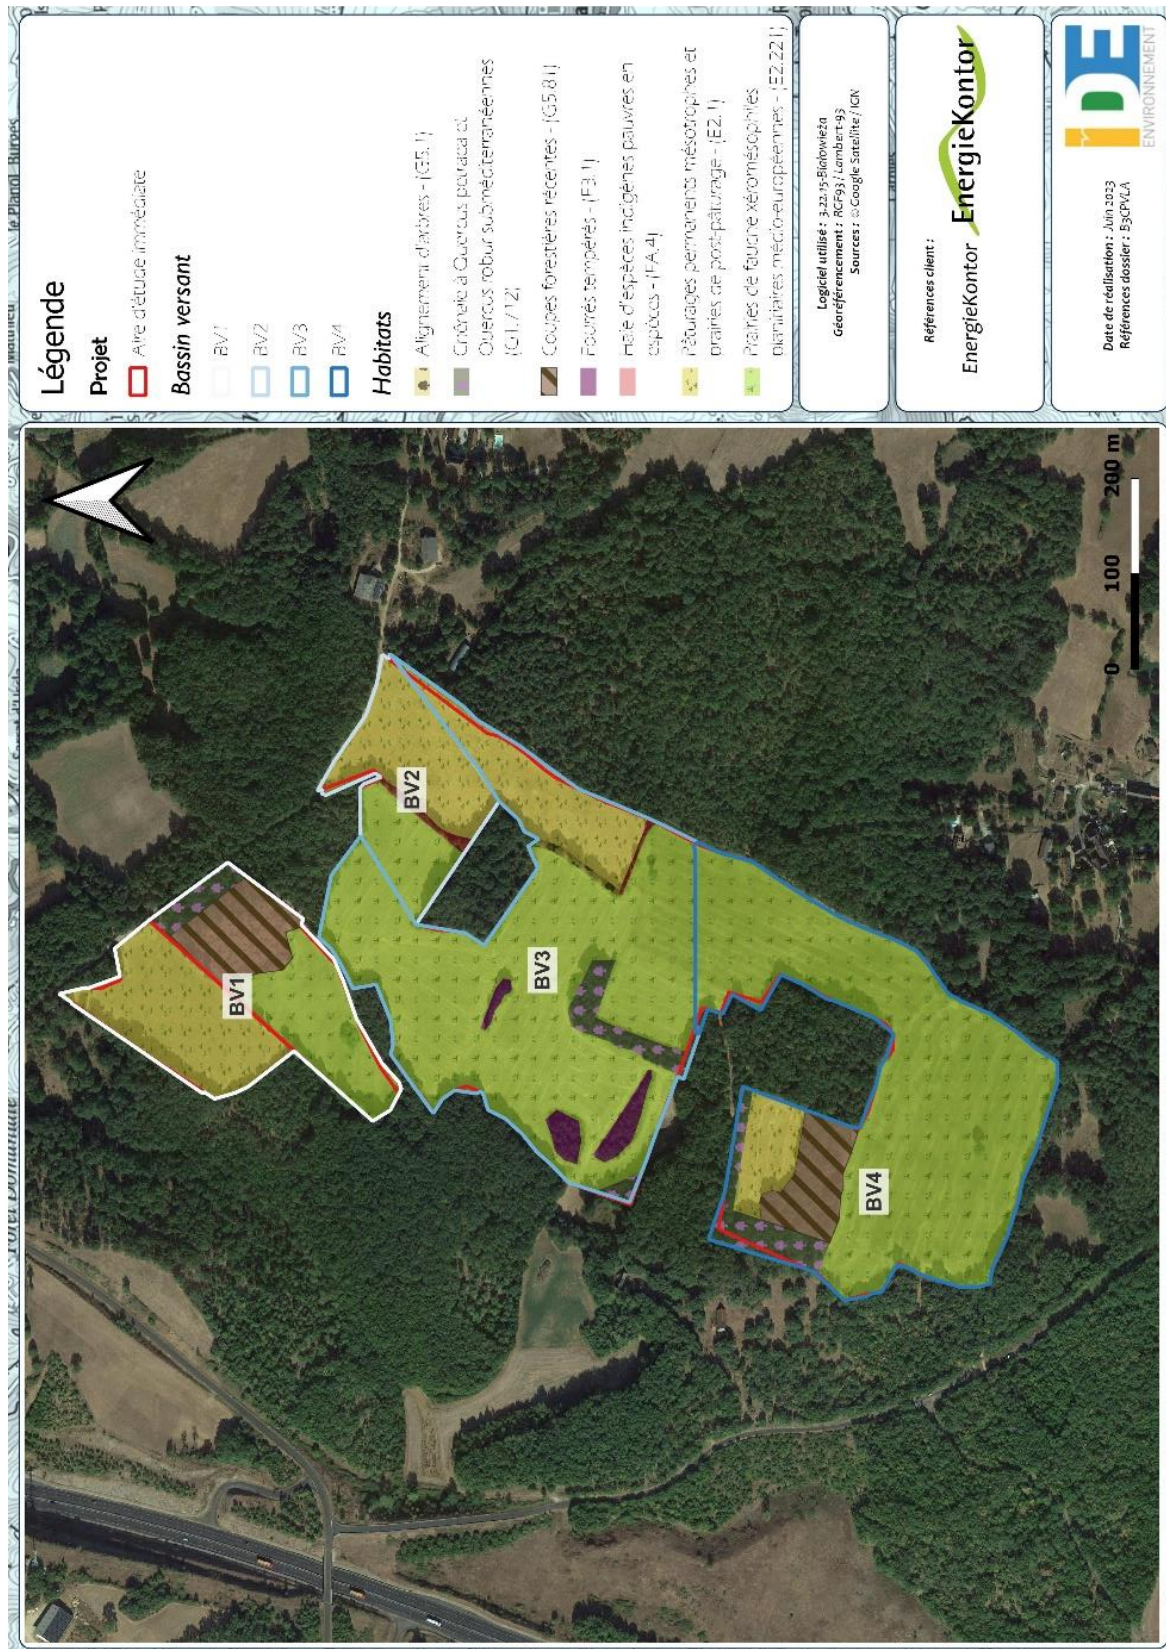 Légende
Projet
Aire d'étude immédiate
Bassin versant
BV1
BV2
BV3
BV4
Habitats
Alignement d'arbres - (G5.1)
Chênaie à Quercus petraea et
Quercus robur subméditerranéennes
(G1.7 12)
Coupes forestières récentes - (G5.81)
Fourrés tempérés - (F3.1)
Haie d'espèces indigènes pauvres en
espèces - (FA.4)
Pâturages permanents mésotrophes et
prairies de post-pâturage - (E2.1)
Prairies de fauche xéromésophiles
planitiaires médio-européennes - (E2.221)
Logiciel utilisé : 3.22.15-Białowieża
Géoréférencement : RGF93 / Lambert-93
Sources : © Google Satellite / IGN
Références client :
EnergieKontor
EnergieKontor
Date de réalisation : Juin 2023
Références dossier : B3CPVLA
IDE
ENVIRONNEMENT
BV1
BV2
BV3
BV4
0 100 200 m